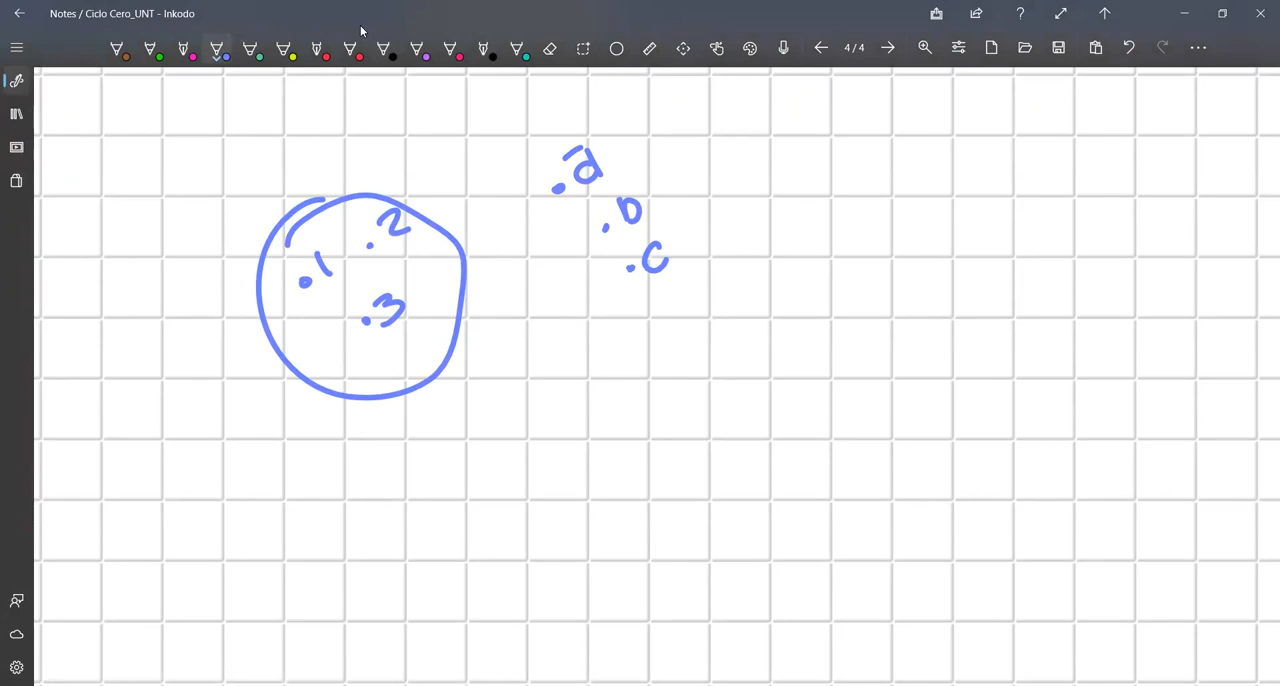 Notes / Ciclo Cero_UNT - Inkodo
4 / 4
.a
.2
.b
.1
.c
.3